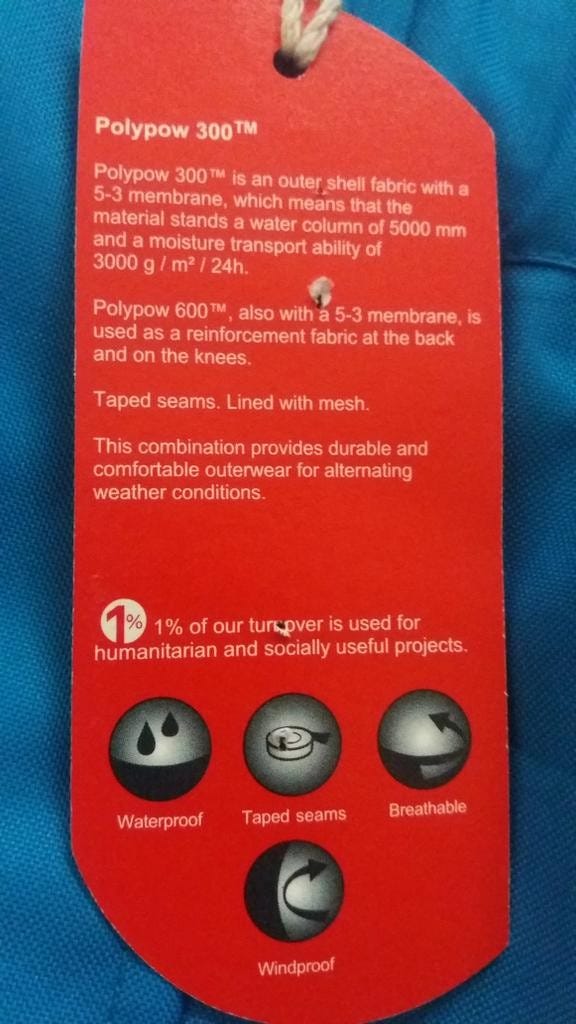 Polypow 300™
Polypow 300™ is an outer shell fabric with a
5-3 membrane, which means that the
material stands a water column of 5000 mm
and a moisture transport ability of
3000 g / m² / 24h.
Polypow 600™, also with a 5-3 membrane, is
used as a reinforcement fabric at the back
and on the knees.
Taped seams. Lined with mesh.
This combination provides durable and
comfortable outerwear for alternating
weather conditions.
1% 1% of our turnover is used for
humanitarian and socially useful projects.
Waterproof Taped seams Breathable
Windproof